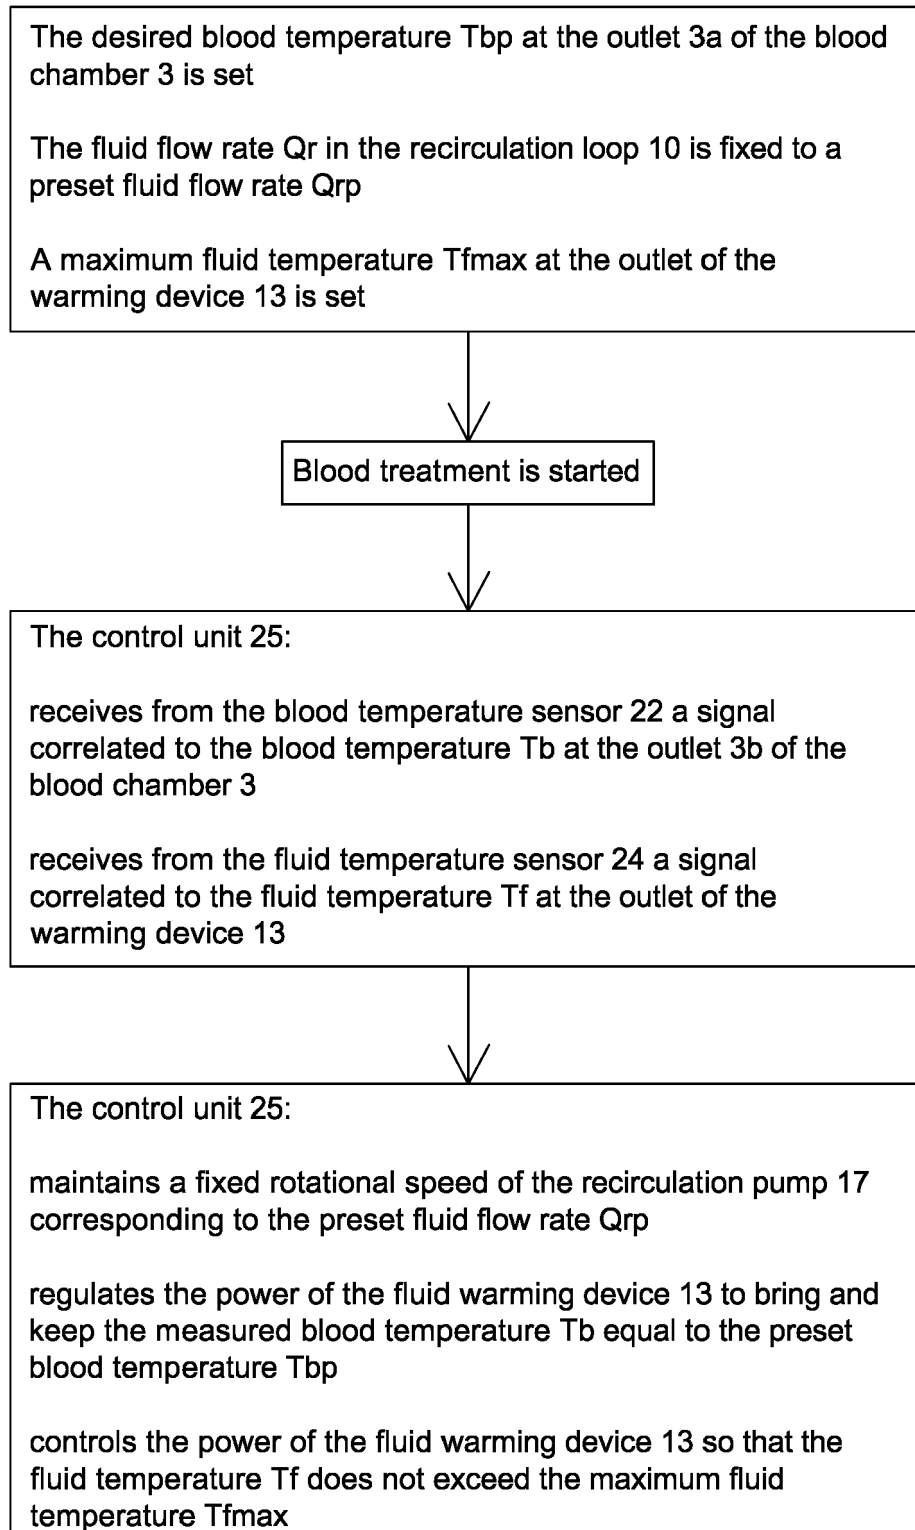 The desired blood temperature Tbp at the outlet 3a of the blood
chamber 3 is set
The fluid flow rate Qr in the recirculation loop 10 is fixed to a
preset fluid flow rate Qrp
A maximum fluid temperature Tfmax at the outlet of the
warming device 13 is set
Blood treatment is started
The control unit 25:
receives from the blood temperature sensor 22 a signal
correlated to the blood temperature Tb at the outlet 3b of the
blood chamber 3
receives from the fluid temperature sensor 24 a signal
correlated to the fluid temperature Tf at the outlet of the
warming device 13
The control unit 25:
maintains a fixed rotational speed of the recirculation pump 17
corresponding to the preset fluid flow rate Qrp
regulates the power of the fluid warming device 13 to bring and
keep the measured blood temperature Tb equal to the preset
blood temperature Tbp
controls the power of the fluid warming device 13 so that the
fluid temperature Tf does not exceed the maximum fluid
temperature Tfmax